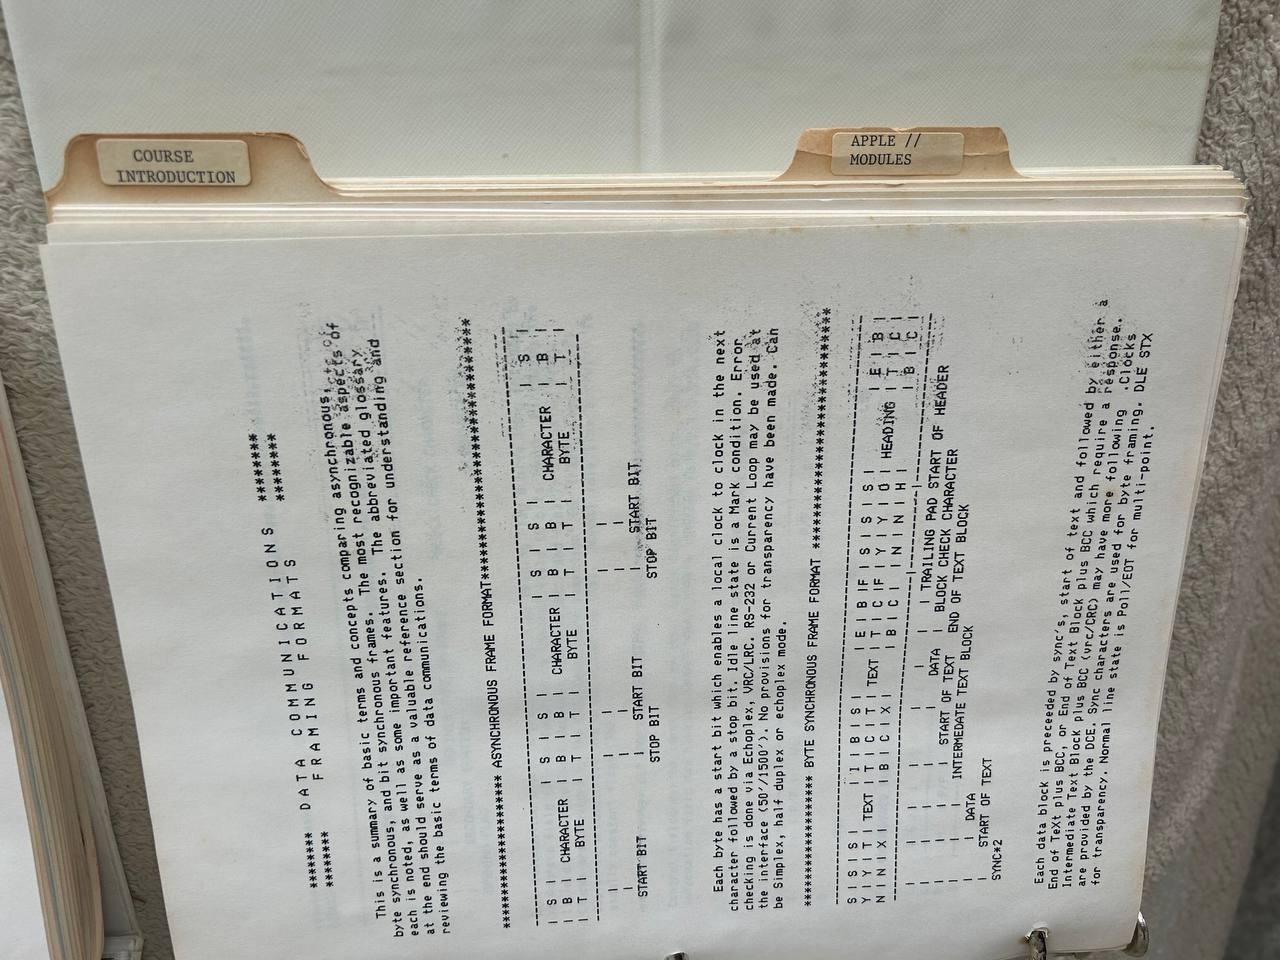 COURSE
INTRODUCTION
APPLE //
MODULES
******* DATA COMMUNICATIONS ********
******* FRAMING FORMATS ********
This is a summary of basic terms and concepts comparing asynchronous,
byte synchronous, and bit synchronous frames. The most recognizable aspects of
each is noted, as well as some important features. The abbreviated glossary
at the end should serve as a valuable reference section for understanding and
reviewing the basic terms of data communications.
********************** ASYNCHRONOUS FRAME FORMAT**************************************
| S | | S | S | | S | S | | S |
| B | CHARACTER | B | B | CHARACTER | B | B | CHARACTER | B |
| T | BYTE | T | T | BYTE | T | T | BYTE | T |
START BIT START BIT START BIT
STOP BIT STOP BIT
Each byte has a start bit which enables a local clock to clock in the next
character followed by a stop bit. Idle line state is a Mark condition. Error
checking is done via Echoplex, VRC/LRC. RS-232 or Current Loop may be used at
the interface (50'/1500'). No provisions for transparency have been made. Can
be Simplex, half duplex or echoplex mode.
******************** BYTE SYNCHRONOUS FRAME FORMAT **********************************
S | S | S | | I | B | S | | E | B | F | S | S | S | | E | B |
Y | Y | T | TEXT | T | C | T | TEXT | T | C | F | Y | Y | O | HEADING | T | C |
N | N | X | | B | C | X | | B | C | | N | N | H | | B | C |
| TRAILING PAD START OF HEADER
DATA | BLOCK CHECK CHARACTER
START OF TEXT END OF TEXT BLOCK
INTERMEDATE TEXT BLOCK
DATA
START OF TEXT
SYNC*2
Each data block is preceeded by sync's, start of text and followed by either a
End of TeXt plus BCC, or End of Text Block plus BCC which require a response.
Intermediate Text Block plus BCC (vrc/CRC) may have more following .Clocks
are provided by the DCE. Sync characters are used for byte framing. DLE STX
for transparency. Normal line state is Poll/EOT for multi-point.